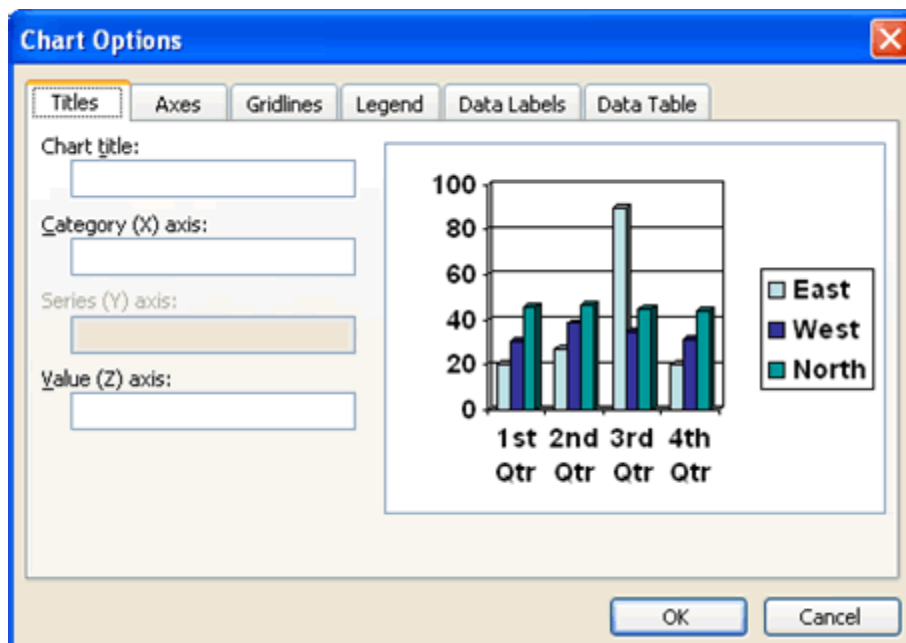 Chart Options
Titles Axes Gridlines Legend Data Labels Data Table
Chart title:
Category (X) axis:
Series (Y) axis:
Value (Z) axis:
100
80
60
40
20
0
1st 2nd 3rd 4th
Qtr Qtr Qtr Qtr
East
West
North
OK Cancel